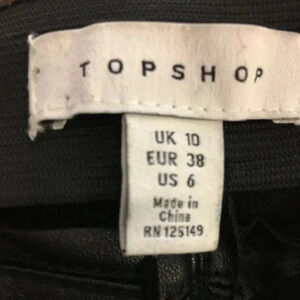 TOPSHOP
UK 10
EUR 38
US 6
Made in
China
RN 125149